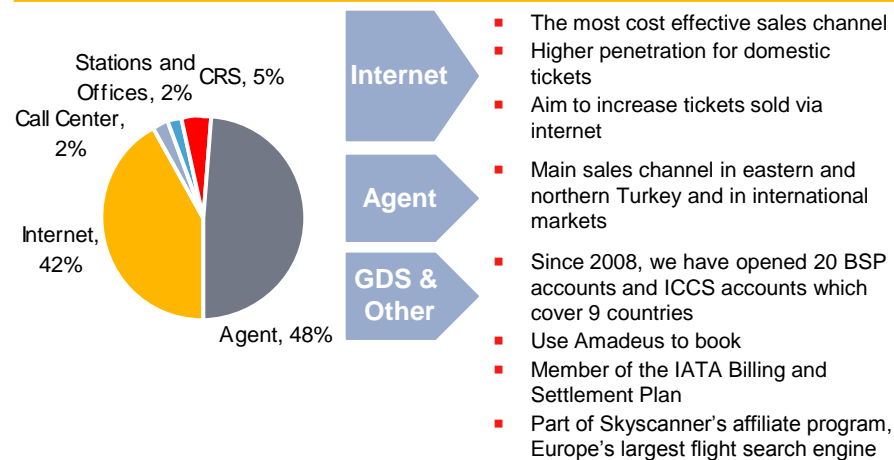 Stations and
Offices, 2%
CRS, 5%
Call Center,
2%
Internet,
42%
Agent, 48%
Internet
The most cost effective sales channel
Higher penetration for domestic
tickets
Aim to increase tickets sold via
internet
Agent
Main sales channel in eastern and
northern Turkey and in international
markets
GDS &
Other
Since 2008, we have opened 20 BSP
accounts and ICCS accounts which
cover 9 countries
Use Amadeus to book
Member of the IATA Billing and
Settlement Plan
Part of Skyscanner's affiliate program,
Europe's largest flight search engine